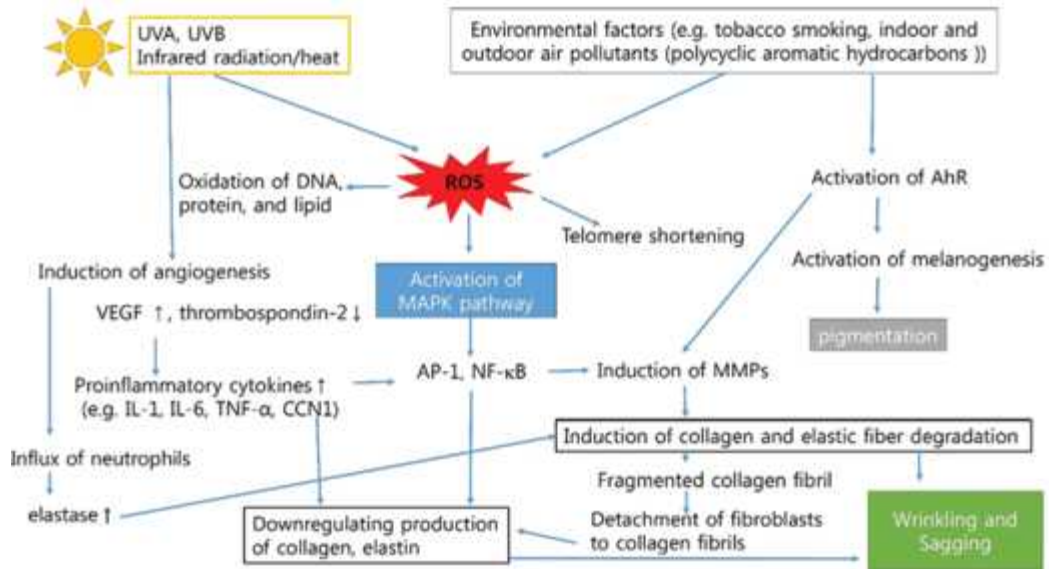 UVA, UVB
Infrared radiation/heat
Environmental factors (e.g. tobacco smoking, indoor and
outdoor air pollutants (polycyclic aromatic hydrocarbons ))
ROS
Oxidation of DNA,
protein, and lipid
Activation of AhR
Telomere shortening
Induction of angiogenesis
Activation of
MAPK pathway
Activation of melanogenesis
VEGF ↑, thrombospondin-2↓
pigmentation
Proinflammatory cytokines ↑
(e.g. IL-1, IL-6, TNF-α, CCN1)
AP-1, NF-κB
Induction of MMPs
Induction of collagen and elastic fiber degradation
Influx of neutrophils
Fragmented collagen fibril
elastase ↑
Downregulating production
of collagen, elastin
Detachment of fibroblasts
to collagen fibrils
Wrinkling and
Sagging